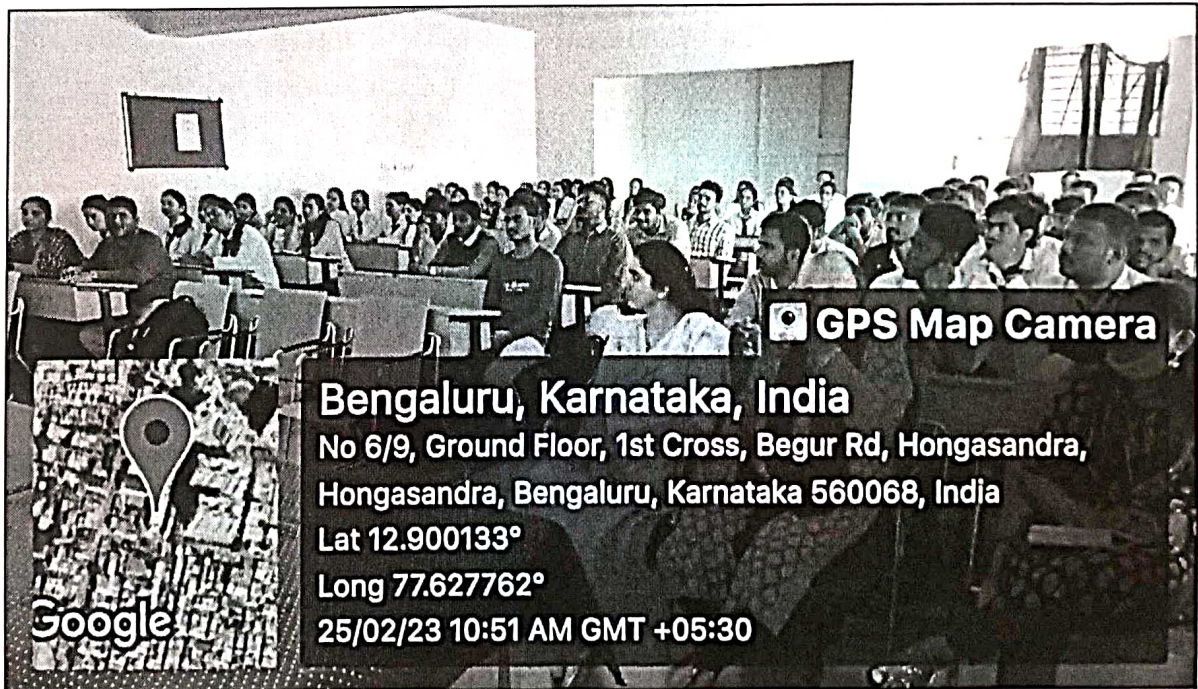 GPS Map Camera
Bengaluru, Karnataka, India
No 6/9, Ground Floor, 1st Cross, Begur Rd, Hongasandra,
Hongasandra, Bengaluru, Karnataka 560068, India
Lat 12.900133°
Long 77.627762°
25/02/23 10:51 AM GMT +05:30
Google